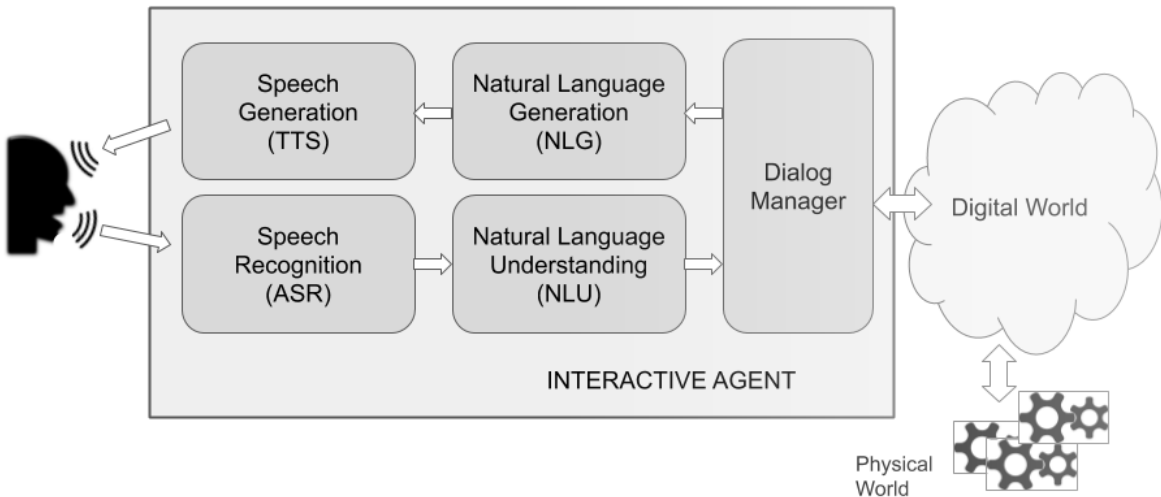 Speech
Generation
(TTS)
Natural Language
Generation
(NLG)
Dialog
Manager
Digital World
Speech
Recognition
(ASR)
Natural Language
Understanding
(NLU)
INTERACTIVE AGENT
Physical
World